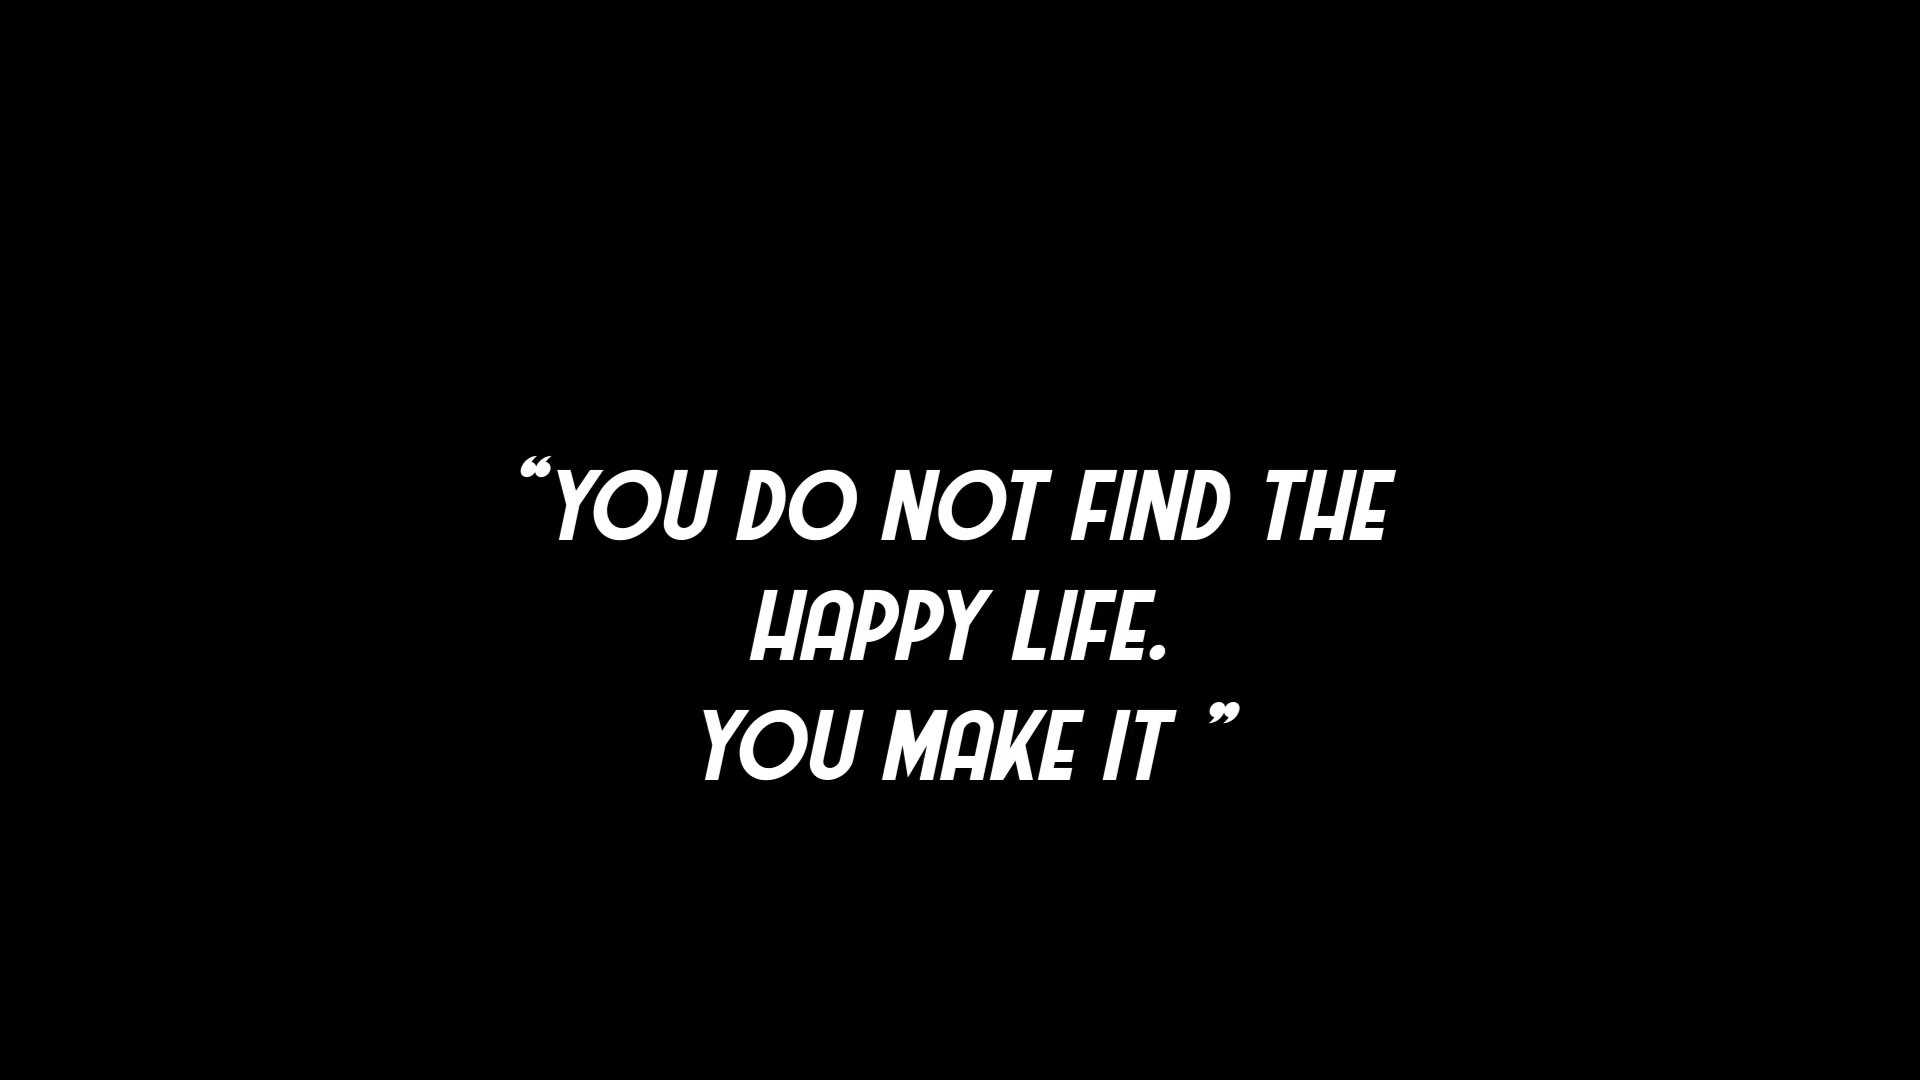 “YOU DO NOT FIND THE
HAPPY LIFE.
YOU MAKE IT ”